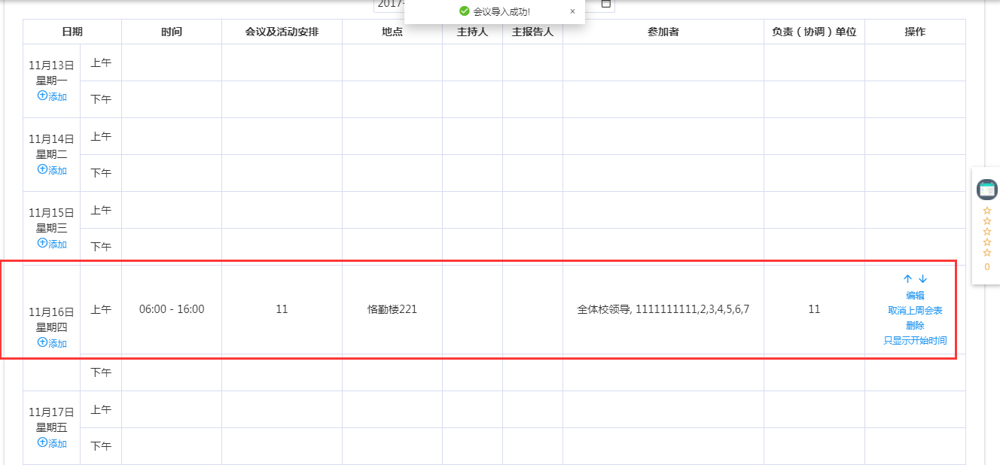 2017-
会议导入成功! ×
日期 时间 会议及活动安排 地点 主持人 主报告人 参加者 负责（协调）单位 操作
11月13日
星期一
添加
上午
下午
11月14日
星期二
添加
上午
下午
11月15日
星期三
添加
上午
下午
11月16日
星期四
添加
上午 06:00 - 16:00 11 恪勤楼221 全体校领导, 1111111111,2,3,4,5,6,7 11
编辑
取消上周会表
删除
只显示开始时间
下午
11月17日
星期五
添加
上午
下午
0